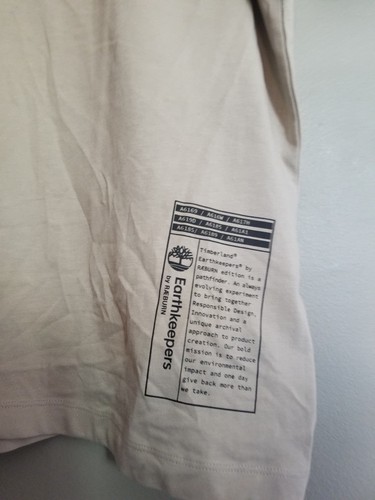 Timberland®
Earthkeepers® by
RÆBURN edition is a
pathfinder. An always
evolving experiment
to bring together
Responsible Design,
Innovation and a
unique archival
approach to product
creation. Our bold
mission is to reduce
our environmental
impact and one day
give back more than
we take.
Earthkeepers
by RÆBURN